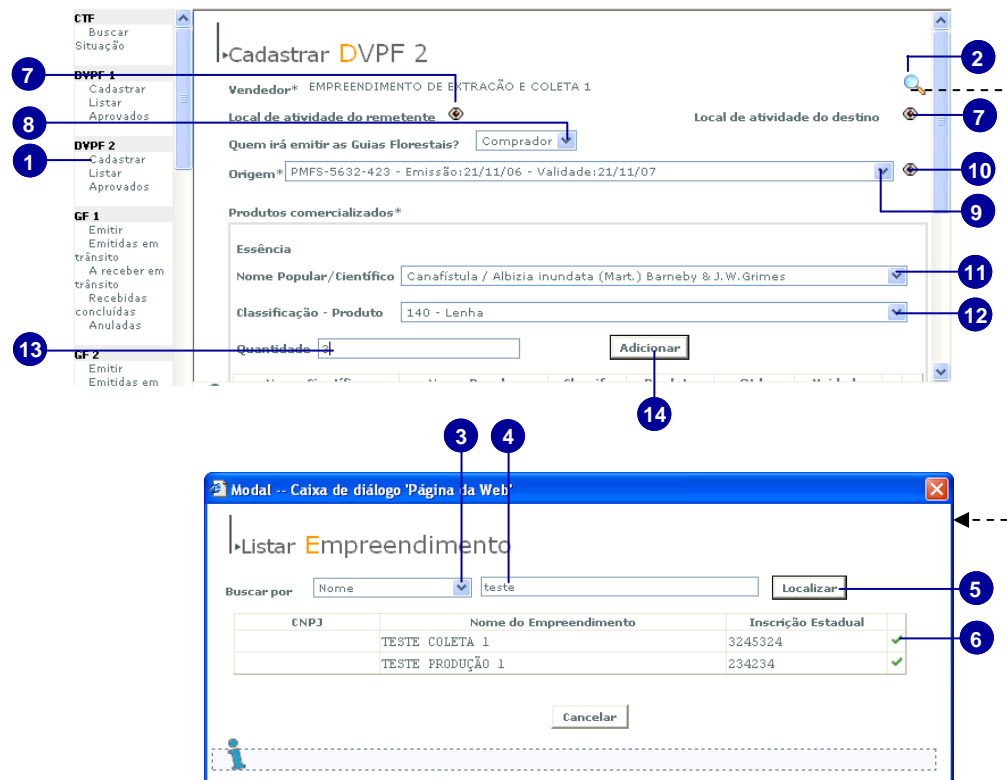 CTF
Buscar
Situação
DVPF 1
Cadastrar
Listar
Aprovados
DVPF 2
Cadastrar
Listar
Aprovados
GF 1
Emitir
Emitidas em
trânsito
A receber em
trânsito
Recebidas
concluídas
Anuladas
GF 2
Emitir
Emitidas em
Cadastrar DVPF 2
2
7
Vendedor* EMPREENDIMENTO DE EXTRACÃO E COLETA 1
Local de atividade do remetente Local de atividade do destino 7
8
Quem irá emitir as Guias Florestais? Comprador
1
Origem* PMFS-5632-423 - Emissão:21/11/06 - Validade:21/11/07 10
9
Produtos comercializados*
Essência
Nome Popular/Científico Canafístula / Albizia inundata (Mart.) Barneby & J.W.Grimes 11
Classificação - Produto 140 - Lenha 12
13 Quantidade 3 Adicionar
14
3 4
Modal -- Caixa de diálogo 'Página da Web'
Listar Empreendimento
Buscar por Nome teste Localizar 5
CNPJ Nome do Empreendimento Inscrição Estadual
TESTE COLETA 1 3245324 6
TESTE PRODUÇÃO 1 234234
Cancelar